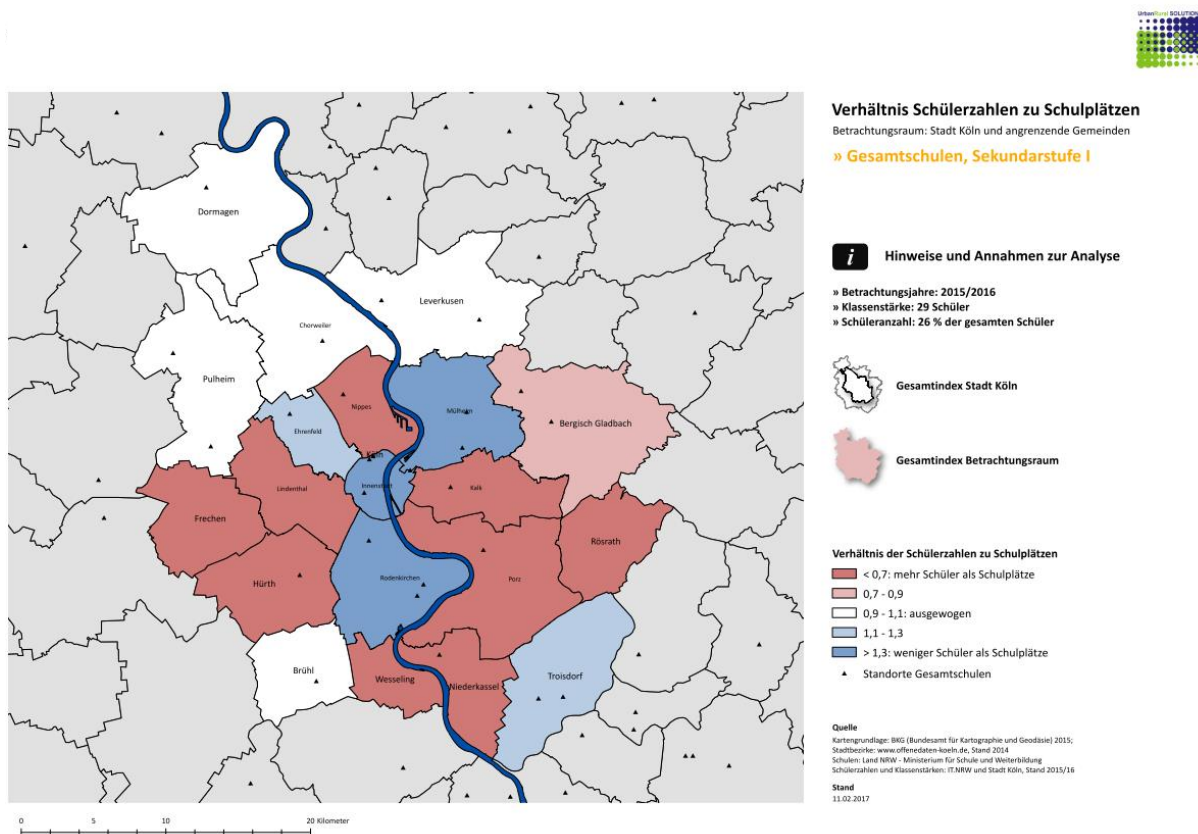 UrbanRural SOLUTIONS
Verhältnis Schülerzahlen zu Schulplätzen
Betrachtungsraum: Stadt Köln und angrenzende Gemeinden
» Gesamtschulen, Sekundarstufe I
i Hinweise und Annahmen zur Analyse
» Betrachtungsjahre: 2015/2016
» Klassenstärke: 29 Schüler
» Schüleranzahl: 26 % der gesamten Schüler
Gesamtindex Stadt Köln
Gesamtindex Betrachtungsraum
Verhältnis der Schülerzahlen zu Schulplätzen
< 0,7: mehr Schüler als Schulplätze
0,7 - 0,9
0,9 - 1,1: ausgewogen
1,1 - 1,3
> 1,3: weniger Schüler als Schulplätze
Standorte Gesamtschulen
Quelle
Kartengrundlage: BKG (Bundesamt für Kartographie und Geodäsie) 2015;
Stadtbezirke: www.offenedaten-koeln.de, Stand 2014
Schulen: Land NRW - Ministerium für Schule und Weiterbildung
Schülerzahlen und Klassenstärken: IT.NRW und Stadt Köln, Stand 2015/16
Stand
11.02.2017
Dormagen
Leverkusen
Chorweiler
Pulheim
Nippes
Mülheim
Bergisch Gladbach
Ehrenfeld
Köln
Lindenthal
Innenstadt
Kalk
Frechen
Rösrath
Hürth
Rodenkirchen
Porz
Brühl
Wesseling
Niederkassel
Troisdorf
0 5 10 20 Kilometer